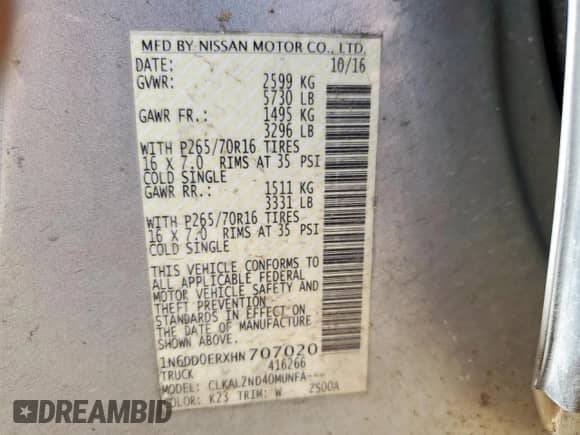 MFD BY NISSAN MOTOR CO., LTD.
DATE: 10/16
GVWR: 2599 KG
5730 LB
GAWR FR.: 1495 KG
3296 LB
WITH P265/70R16 TIRES
16 X 7.0 RIMS AT 35 PSI
COLD SINGLE
GAWR RR.: 1511 KG
3331 LB
WITH P265/70R16 TIRES
16 X 7.0 RIMS AT 35 PSI
COLD SINGLE
THIS VEHICLE CONFORMS TO
ALL APPLICABLE FEDERAL
MOTOR VEHICLE SAFETY AND
THEFT PREVENTION
STANDARDS IN EFFECT ON
THE DATE OF MANUFACTURE
SHOWN ABOVE.
1N6DD0ERXHN707020
TRUCK 416266
MODEL: CLKAL2ND40MUNFA---
COLOR: K23 TRIM: W 2S00A
BIDHISTORY